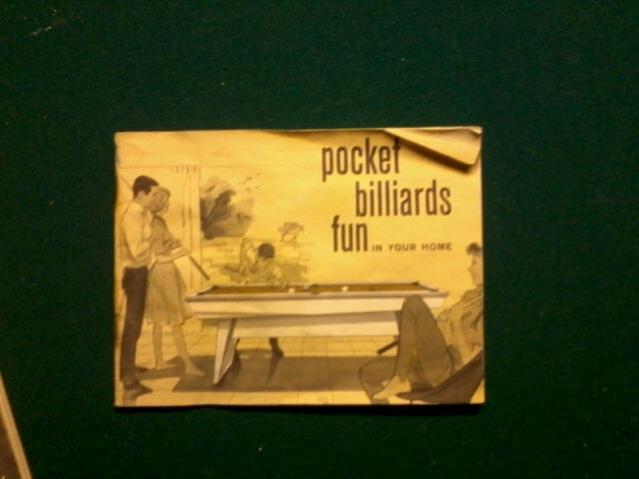 pocket
billiards
fun IN YOUR HOME